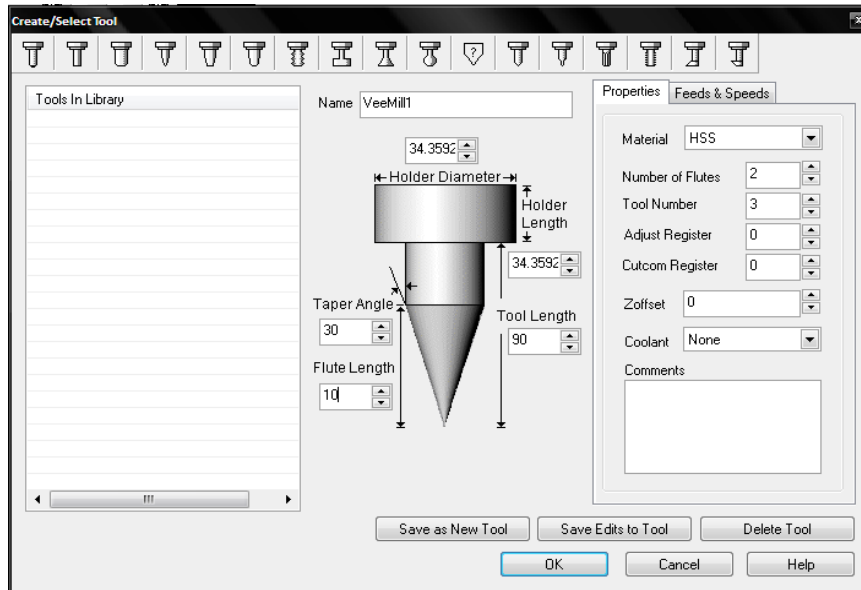 Create/Select Tool
?
Tools In Library
Name VeeMill1
34.3592
Holder Diameter
Holder
Length
34.3592
Taper Angle
30
Tool Length
90
Flute Length
10
Properties Feeds & Speeds
Material HSS
Number of Flutes 2
Tool Number 3
Adjust Register 0
Cutcom Register 0
Zoffset 0
Coolant None
Comments
Save as New Tool Save Edits to Tool Delete Tool
OK Cancel Help